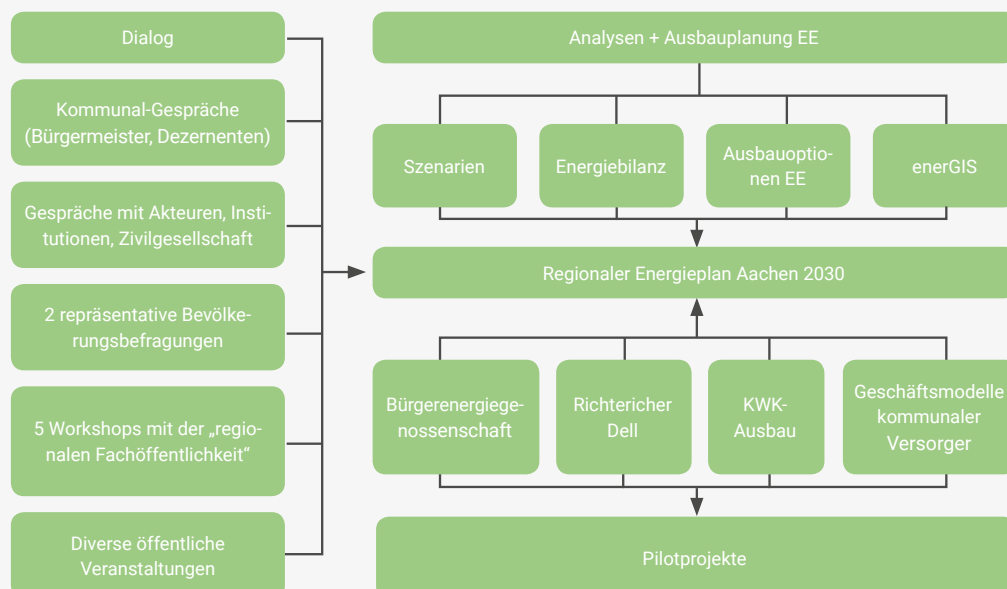 Dialog
Kommunal-Gespräche
(Bürgermeister, Dezernenten)
Gespräche mit Akteuren, Insti-
tutionen, Zivilgesellschaft
2 repräsentative Bevölke-
rungsbefragungen
5 Workshops mit der „regio-
nalen Fachöffentlichkeit“
Diverse öffentliche
Veranstaltungen
Analysen + Ausbauplanung EE
Szenarien
Energiebilanz
Ausbauoptio-
nen EE
enerGIS
Regionaler Energieplan Aachen 2030
Bürgerenergiege-
nossenschaft
Richtericher
Dell
KWK-
Ausbau
Geschäftsmodelle
kommunaler
Versorger
Pilotprojekte